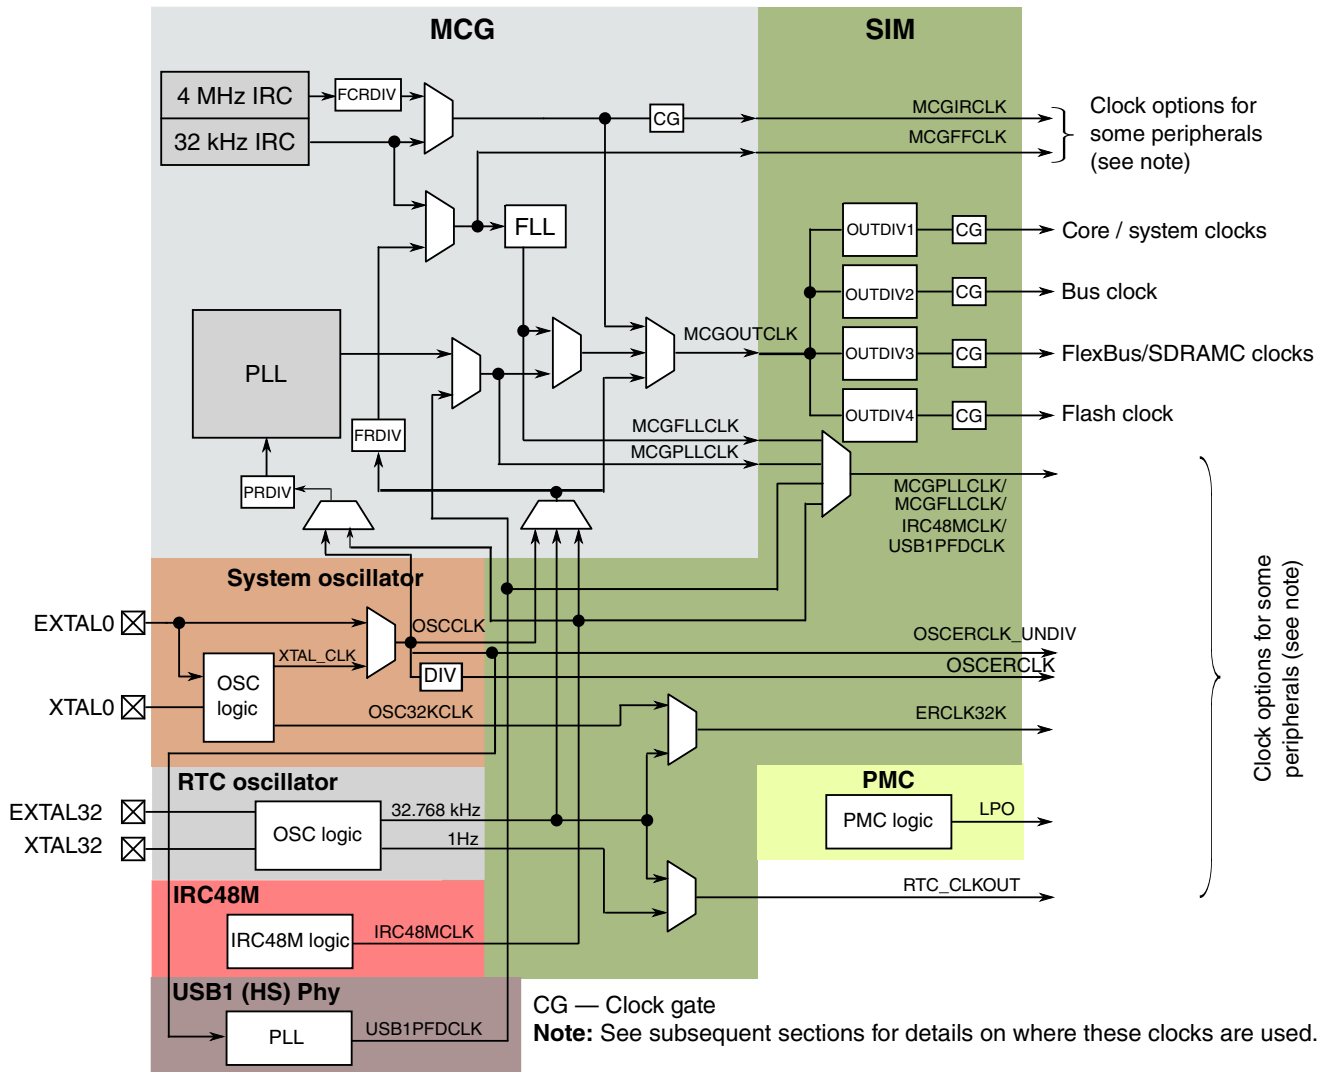 MCG
SIM
4 MHz IRC
FCRDIV
32 kHz IRC
CG
MCGIRCLK
MCGFFCLK
Clock options for
some peripherals
(see note)
FLL
OUTDIV1
CG
Core / system clocks
OUTDIV2
CG
Bus clock
MCGOUTCLK
OUTDIV3
CG
FlexBus/SDRAMC clocks
PLL
OUTDIV4
CG
Flash clock
FRDIV
MCGFLLCLK
MCGPLLCLK
PRDIV
MCGPLLCLK/
MCGFLLCLK/
IRC48MCLK/
USB1PFDCLK
System oscillator
EXTAL0
OSCCLK
XTAL_CLK
OSC
logic
DIV
XTAL0
OSC32KCLK
OSCERCLK_UNDIV
OSCERCLK
ERCLK32K
Clock options for some
peripherals (see note)
RTC oscillator
EXTAL32
XTAL32
OSC logic
32.768 kHz
1Hz
PMC
PMC logic
LPO
RTC_CLKOUT
IRC48M
IRC48M logic
IRC48MCLK
USB1 (HS) Phy
PLL
USB1PFDCLK
CG — Clock gate
Note: See subsequent sections for details on where these clocks are used.